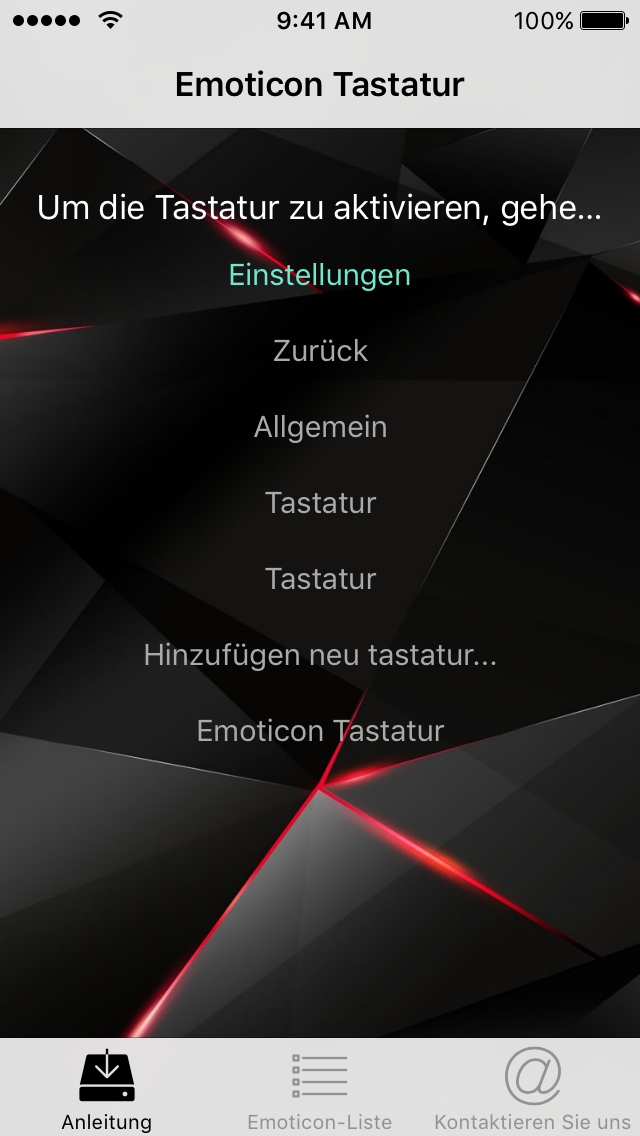 9:41 AM
100%
Emoticon Tastatur
Um die Tastatur zu aktivieren, gehe...
Einstellungen
Zurück
Allgemein
Tastatur
Tastatur
Hinzufügen neu tastatur...
Emoticon Tastatur
Anleitung
Emoticon-Liste
Kontaktieren Sie uns